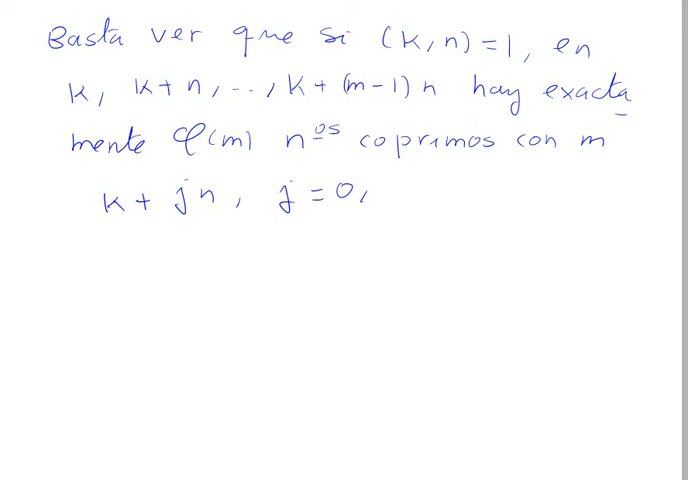 Basta ver que si (k,n)=1, en
k, k+n, ..., k+(m-1)n hay exacta
mente φ(m) nºs coprimos con m
k + jn, j = 0,